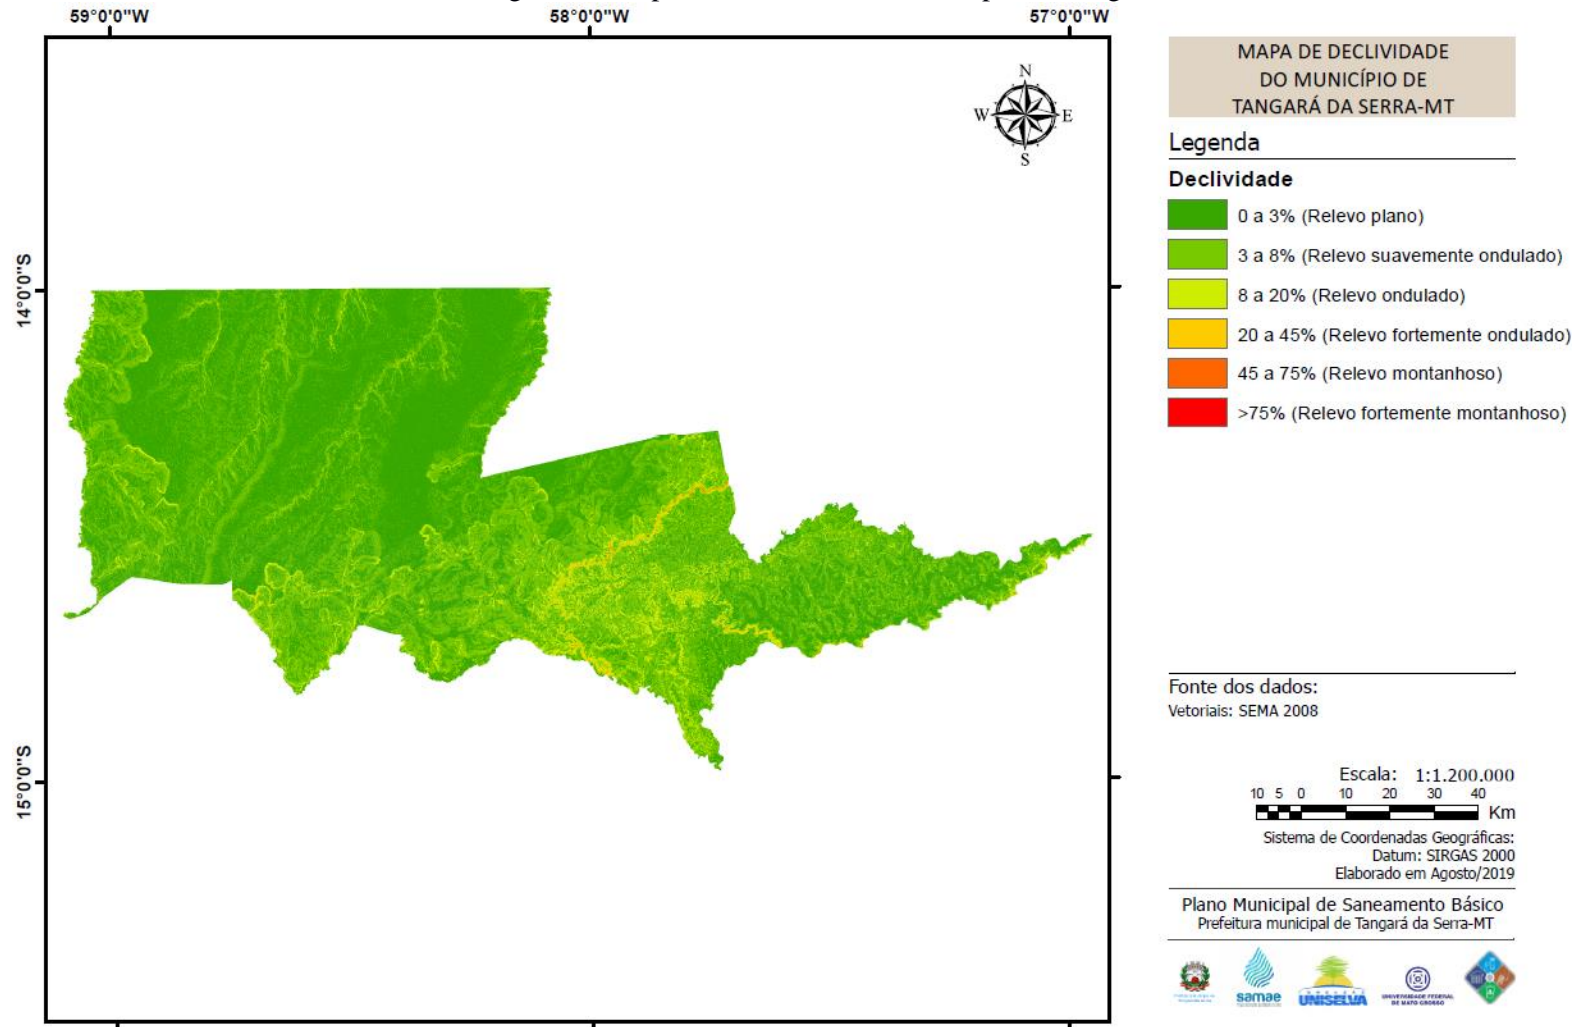 59°0'0"W
58°0'0"W
57°0'0"W
14°0'0"S
15°0'0"S
N
W
E
S
MAPA DE DECLIVIDADE
DO MUNICÍPIO DE
TANGARÁ DA SERRA-MT
Legenda
Declividade
0 a 3% (Relevo plano)
3 a 8% (Relevo suavemente ondulado)
8 a 20% (Relevo ondulado)
20 a 45% (Relevo fortemente ondulado)
45 a 75% (Relevo montanhoso)
>75% (Relevo fortemente montanhoso)
Fonte dos dados:
Vetoriais: SEMA 2008
Escala: 1:1.200.000
10 5 0 10 20 30 40
Km
Sistema de Coordenadas Geográficas:
Datum: SIRGAS 2000
Elaborado em Agosto/2019
Plano Municipal de Saneamento Básico
Prefeitura municipal de Tangará da Serra-MT
samae
UNISELVA
UNIVERSIDADE FEDERAL
DE MATO GROSSO